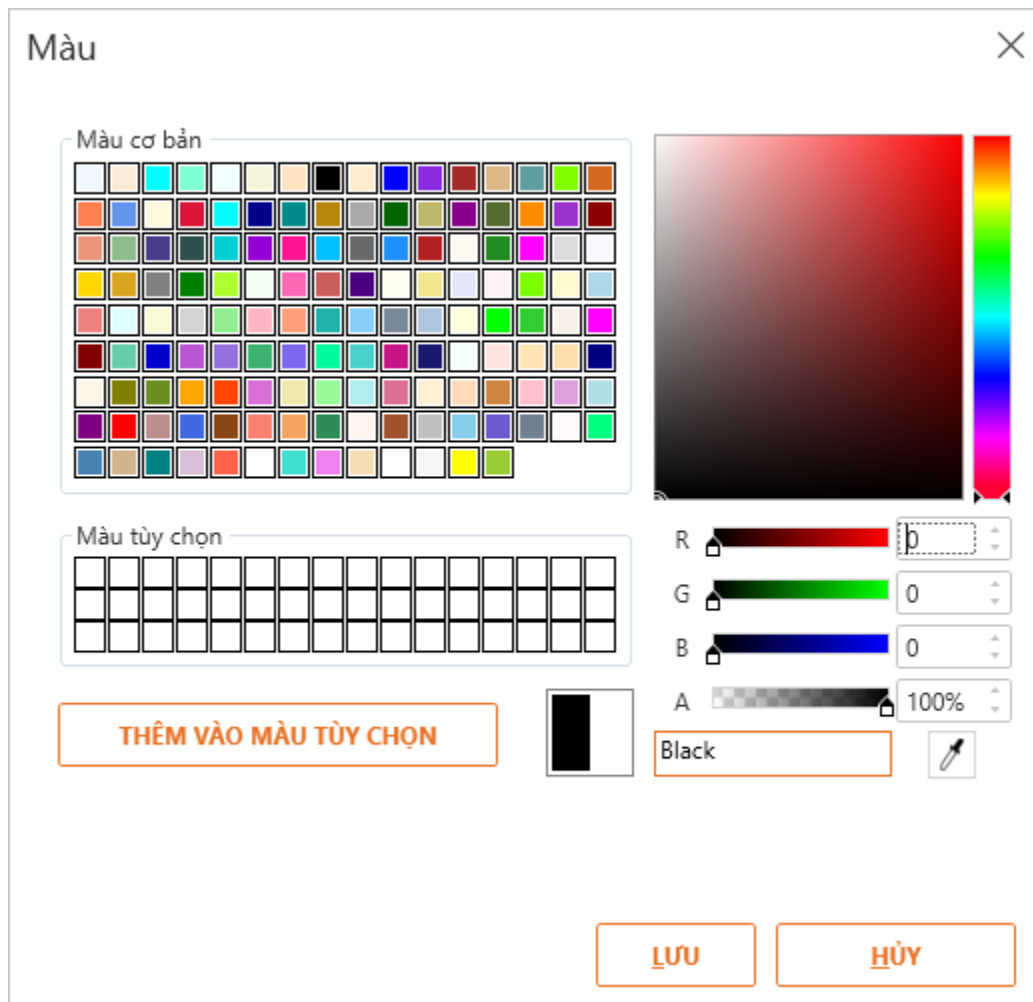 Màu
Màu cơ bản
Màu tùy chọn
R 0
G 0
B 0
A 100%
THÊM VÀO MÀU TÙY CHỌN
Black
LƯU
HỦY